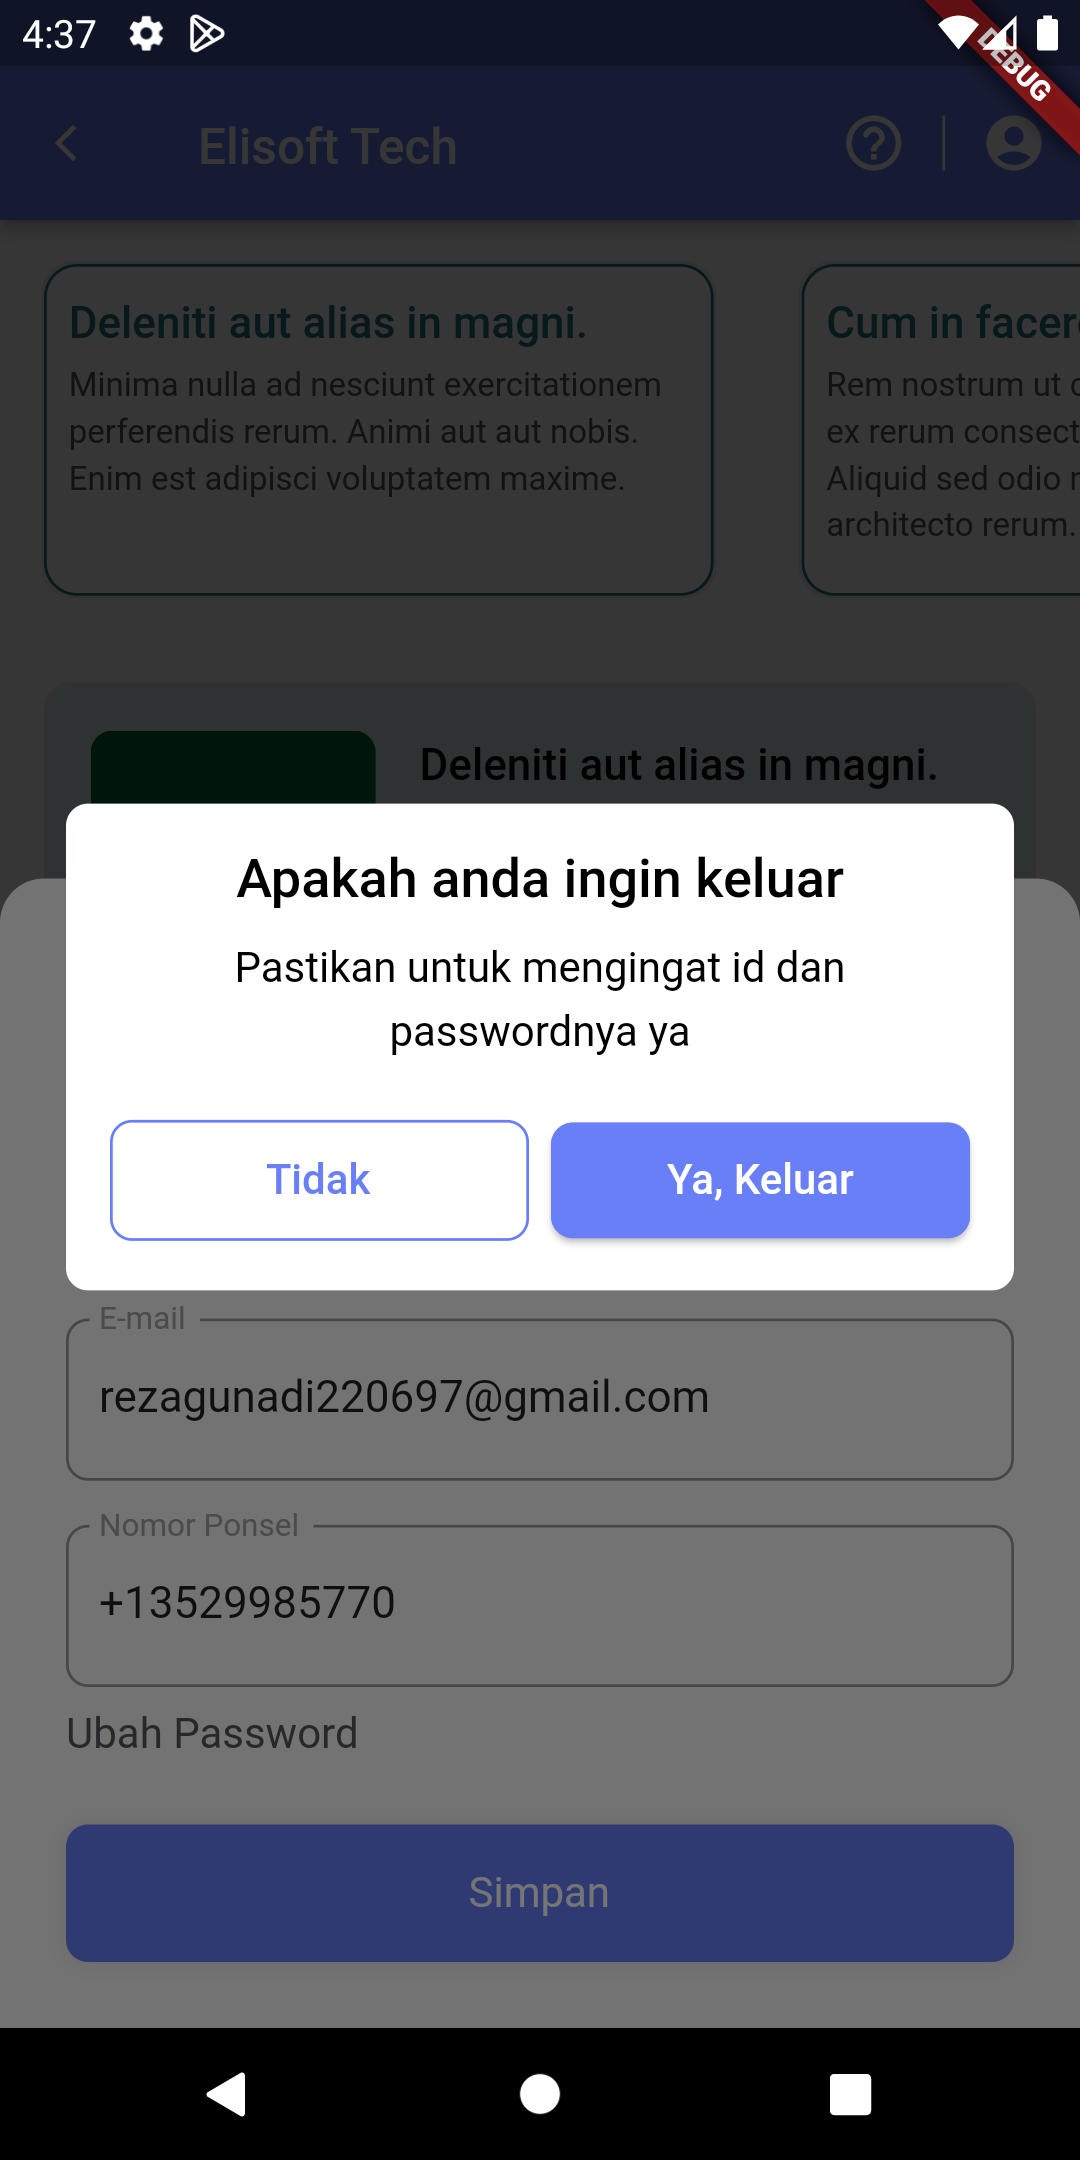 4:37
DEBUG
Elisoft Tech
Deleniti aut alias in magni.
Minima nulla ad nesciunt exercitationem
perferendis rerum. Animi aut aut nobis.
Enim est adipisci voluptatem maxime.
Cum in facer
Rem nostrum ut
ex rerum consect
Aliquid sed odio
architecto rerum.
Deleniti aut alias in magni.
Apakah anda ingin keluar
Pastikan untuk mengingat id dan
passwordnya ya
Tidak
Ya, Keluar
E-mail
rezagunadi220697@gmail.com
Nomor Ponsel
+13529985770
Ubah Password
Simpan